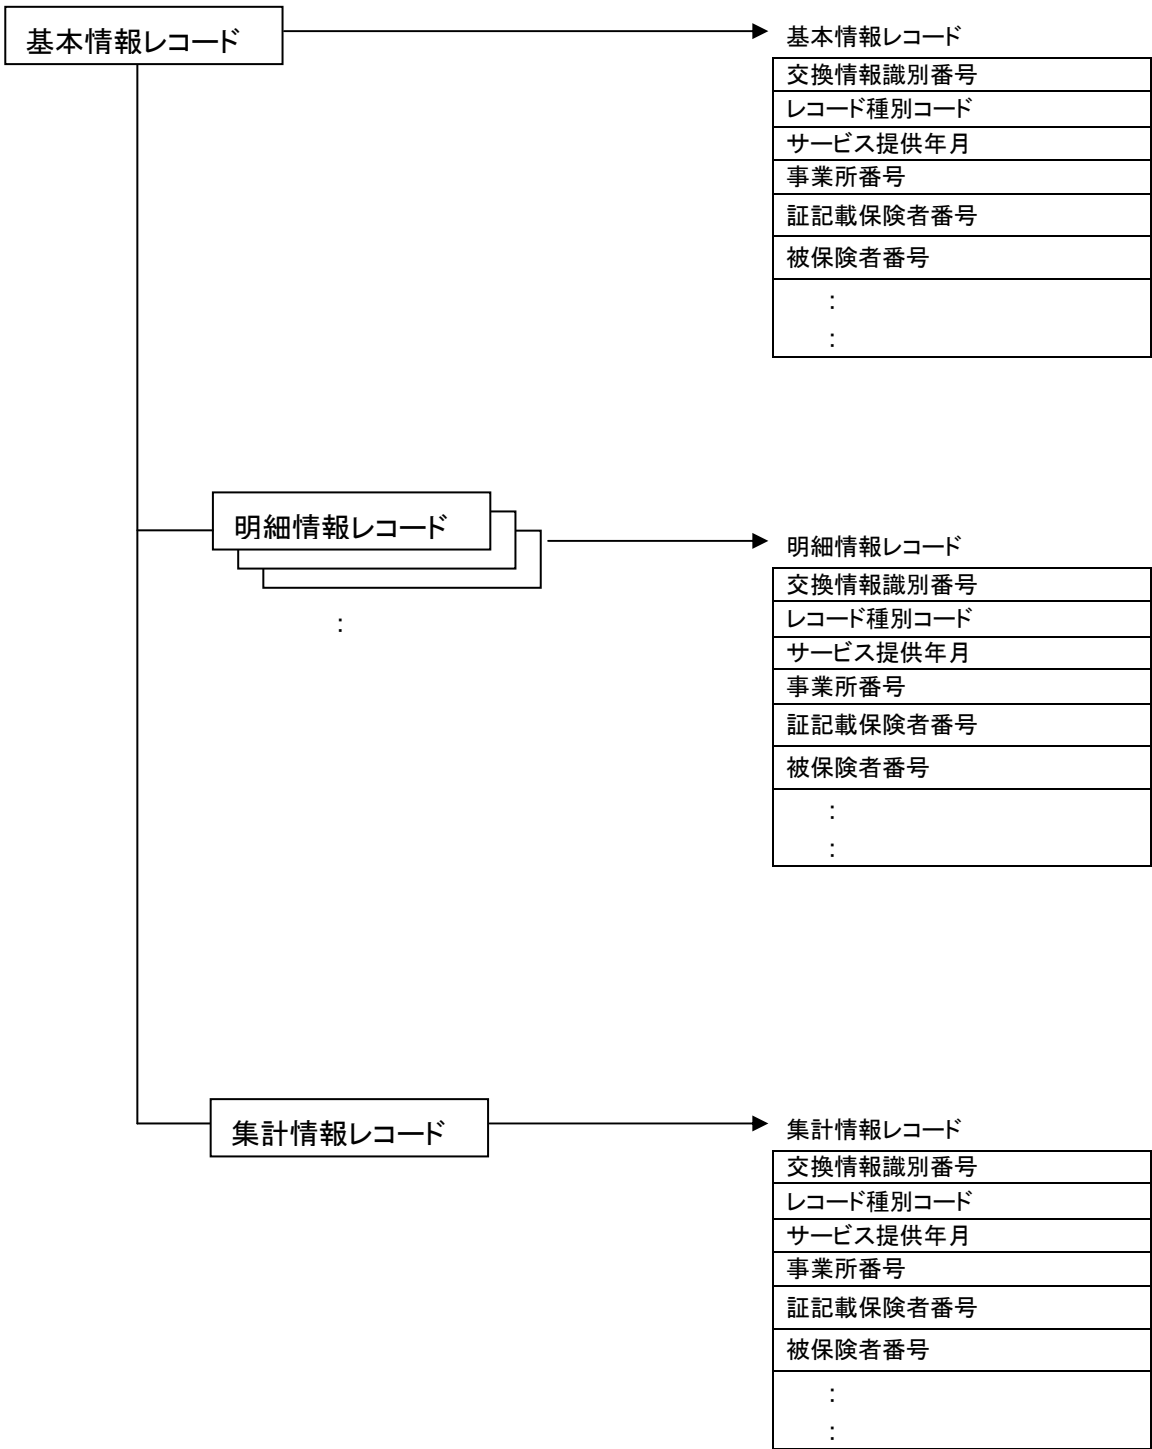 基本情報レコード
基本情報レコード
交換情報識別番号
レコード種別コード
サービス提供年月
事業所番号
証記載保険者番号
被保険者番号
:
:
明細情報レコード
:
明細情報レコード
交換情報識別番号
レコード種別コード
サービス提供年月
事業所番号
証記載保険者番号
被保険者番号
:
:
集計情報レコード
集計情報レコード
交換情報識別番号
レコード種別コード
サービス提供年月
事業所番号
証記載保険者番号
被保険者番号
:
: